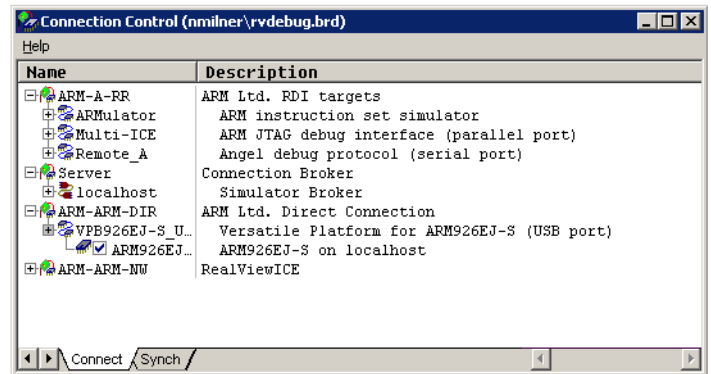 Connection Control (nmilner\rvdebug.brd)
Help
Name Description
ARM-A-RR ARM Ltd. RDI targets
ARMulator ARM instruction set simulator
Multi-ICE ARM JTAG debug interface (parallel port)
Remote_A Angel debug protocol (serial port)
Server Connection Broker
localhost Simulator Broker
ARM-ARM-DIR ARM Ltd. Direct Connection
VPB926EJ-S_U... Versatile Platform for ARM926EJ-S (USB port)
ARM926EJ... ARM926EJ-S on localhost
ARM-ARM-NW RealViewICE
Connect Synch